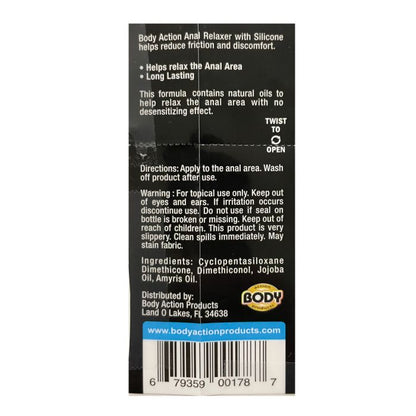 Body Action Anal Relaxer with Silicone
helps reduce friction and discomfort.
• Helps relax the Anal Area
• Long Lasting
This formula contains natural oils to
help relax the anal area with no
desensitizing effect.
TWIST
TO
OPEN
Directions: Apply to the anal area. Wash
off product after use.
Warning : For topical use only. Keep out
of eyes and ears. If irritation occurs
discontinue use. Do not use if seal on
bottle is broken or missing. Keep out of
reach of children. This product is very
slippery. Clean spills immediately. May
stain fabric.
Ingredients: Cyclopentasiloxane
Dimethicone, Dimethiconol, Jojoba
Oil, Amyris Oil.
Distributed by:
Body Action Products
Land O Lakes, FL 34638
BODY
www.bodyactionproducts.com
6 79359 00178 7